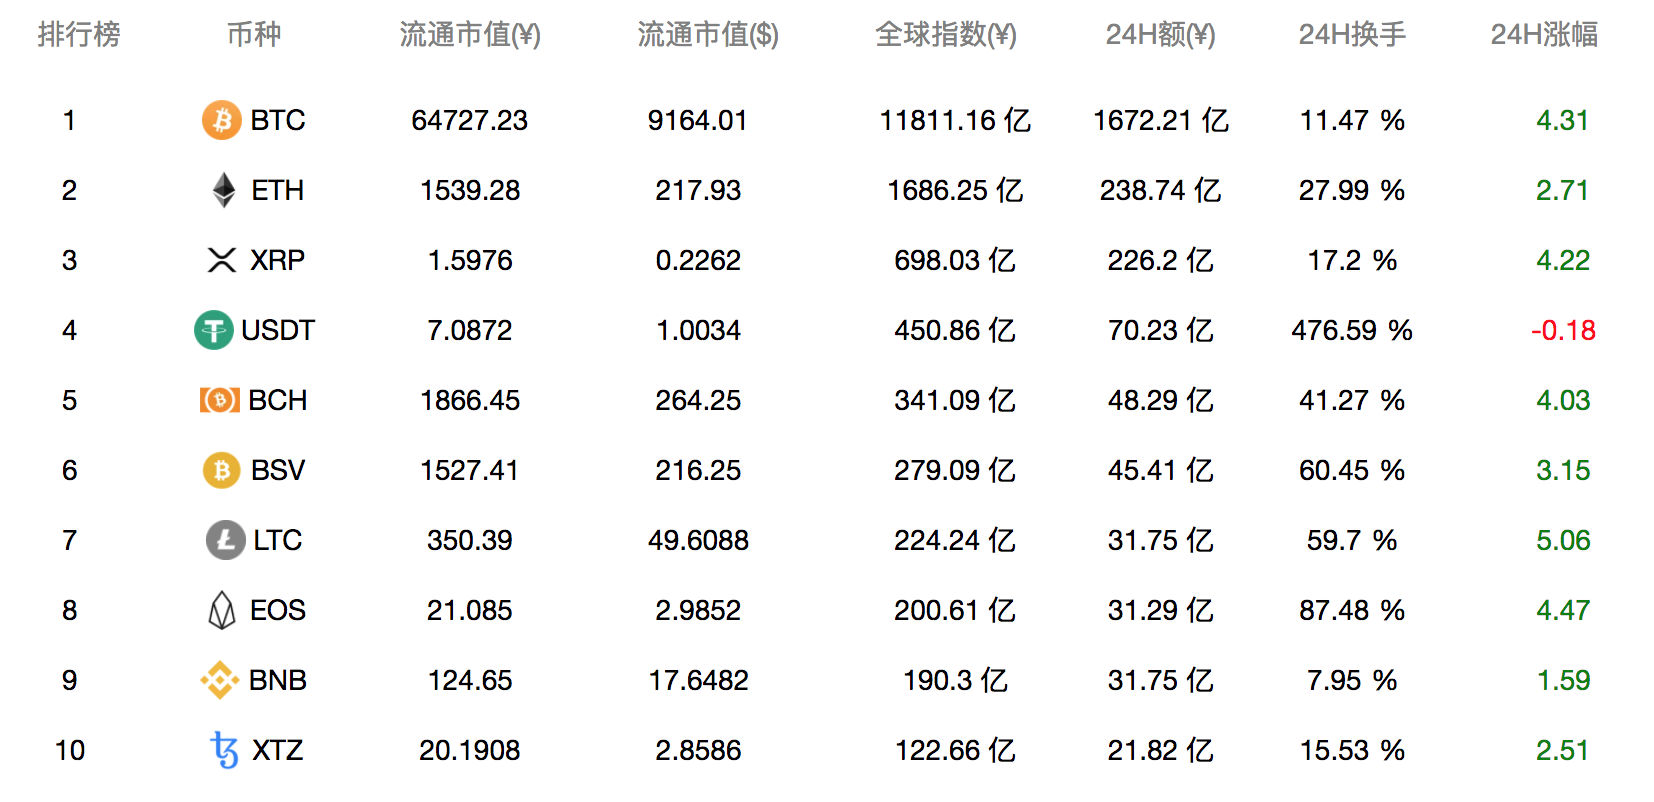 排行榜 币种 流通市值(¥) 流通市值($) 全球指数(¥) 24H额(¥) 24H换手 24H涨幅
1 BTC 64727.23 9164.01 11811.16 亿 1672.21 亿 11.47 % 4.31
2 ETH 1539.28 217.93 1686.25 亿 238.74 亿 27.99 % 2.71
3 XRP 1.5976 0.2262 698.03 亿 226.2 亿 17.2 % 4.22
4 USDT 7.0872 1.0034 450.86 亿 70.23 亿 476.59 % -0.18
5 BCH 1866.45 264.25 341.09 亿 48.29 亿 41.27 % 4.03
6 BSV 1527.41 216.25 279.09 亿 45.41 亿 60.45 % 3.15
7 LTC 350.39 49.6088 224.24 亿 31.75 亿 59.7 % 5.06
8 EOS 21.085 2.9852 200.61 亿 31.29 亿 87.48 % 4.47
9 BNB 124.65 17.6482 190.3 亿 31.75 亿 7.95 % 1.59
10 XTZ 20.1908 2.8586 122.66 亿 21.82 亿 15.53 % 2.51